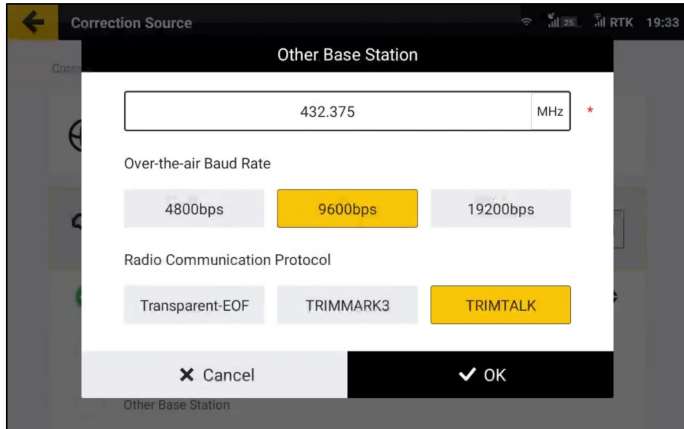 Correction Source 25 RTK 19:33
Other Base Station
432.375 MHz *
Over-the-air Baud Rate
4800bps 9600bps 19200bps
Radio Communication Protocol
Transparent-EOF TRIMMARK3 TRIMTALK
Cancel OK
Other Base Station